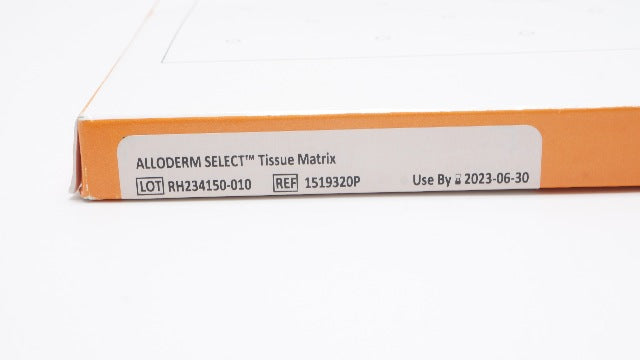 ALLODERM SELECT™ Tissue Matrix
LOT RH234150-010 REF 1519320P Use By ⌛ 2023-06-30